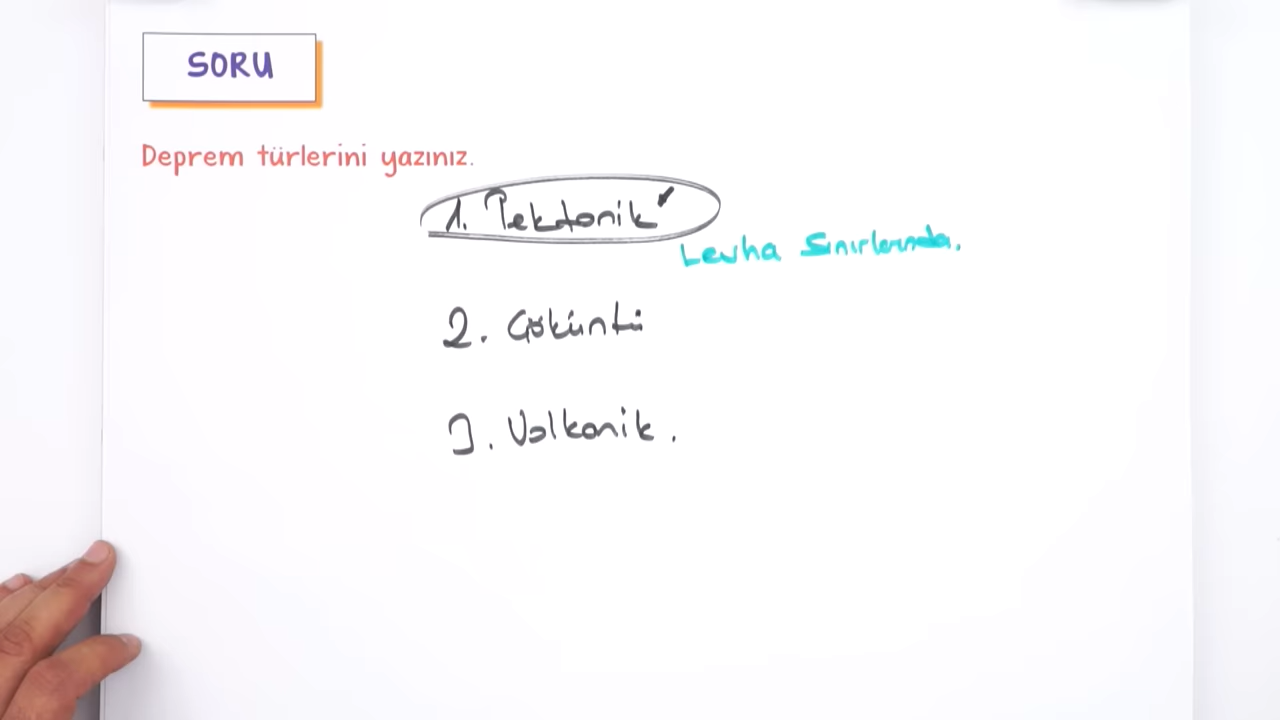 SORU
Deprem türlerini yazınız.
1. Tektonik
Levha Sınırlarında.
2. Çöküntü
3. Volkanik.